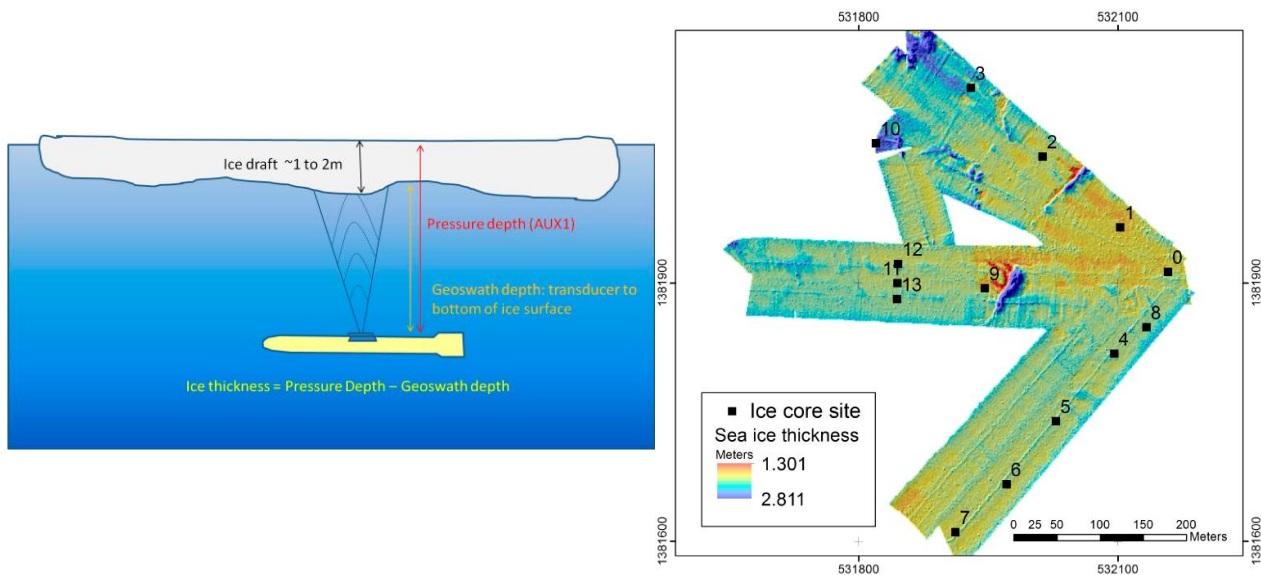 Ice draft ~1 to 2m
Pressure depth (AUX1)
Geoswath depth: transducer to
bottom of ice surface
Ice thickness = Pressure Depth – Geoswath depth
531800
532100
3
10
2
1
0
12
11
13
9
8
4
5
6
7
1381900
1381900
1381600
1381600
Ice core site
Sea ice thickness
Meters
1.301
2.811
0 25 50 100 150 200
Meters
531800
532100